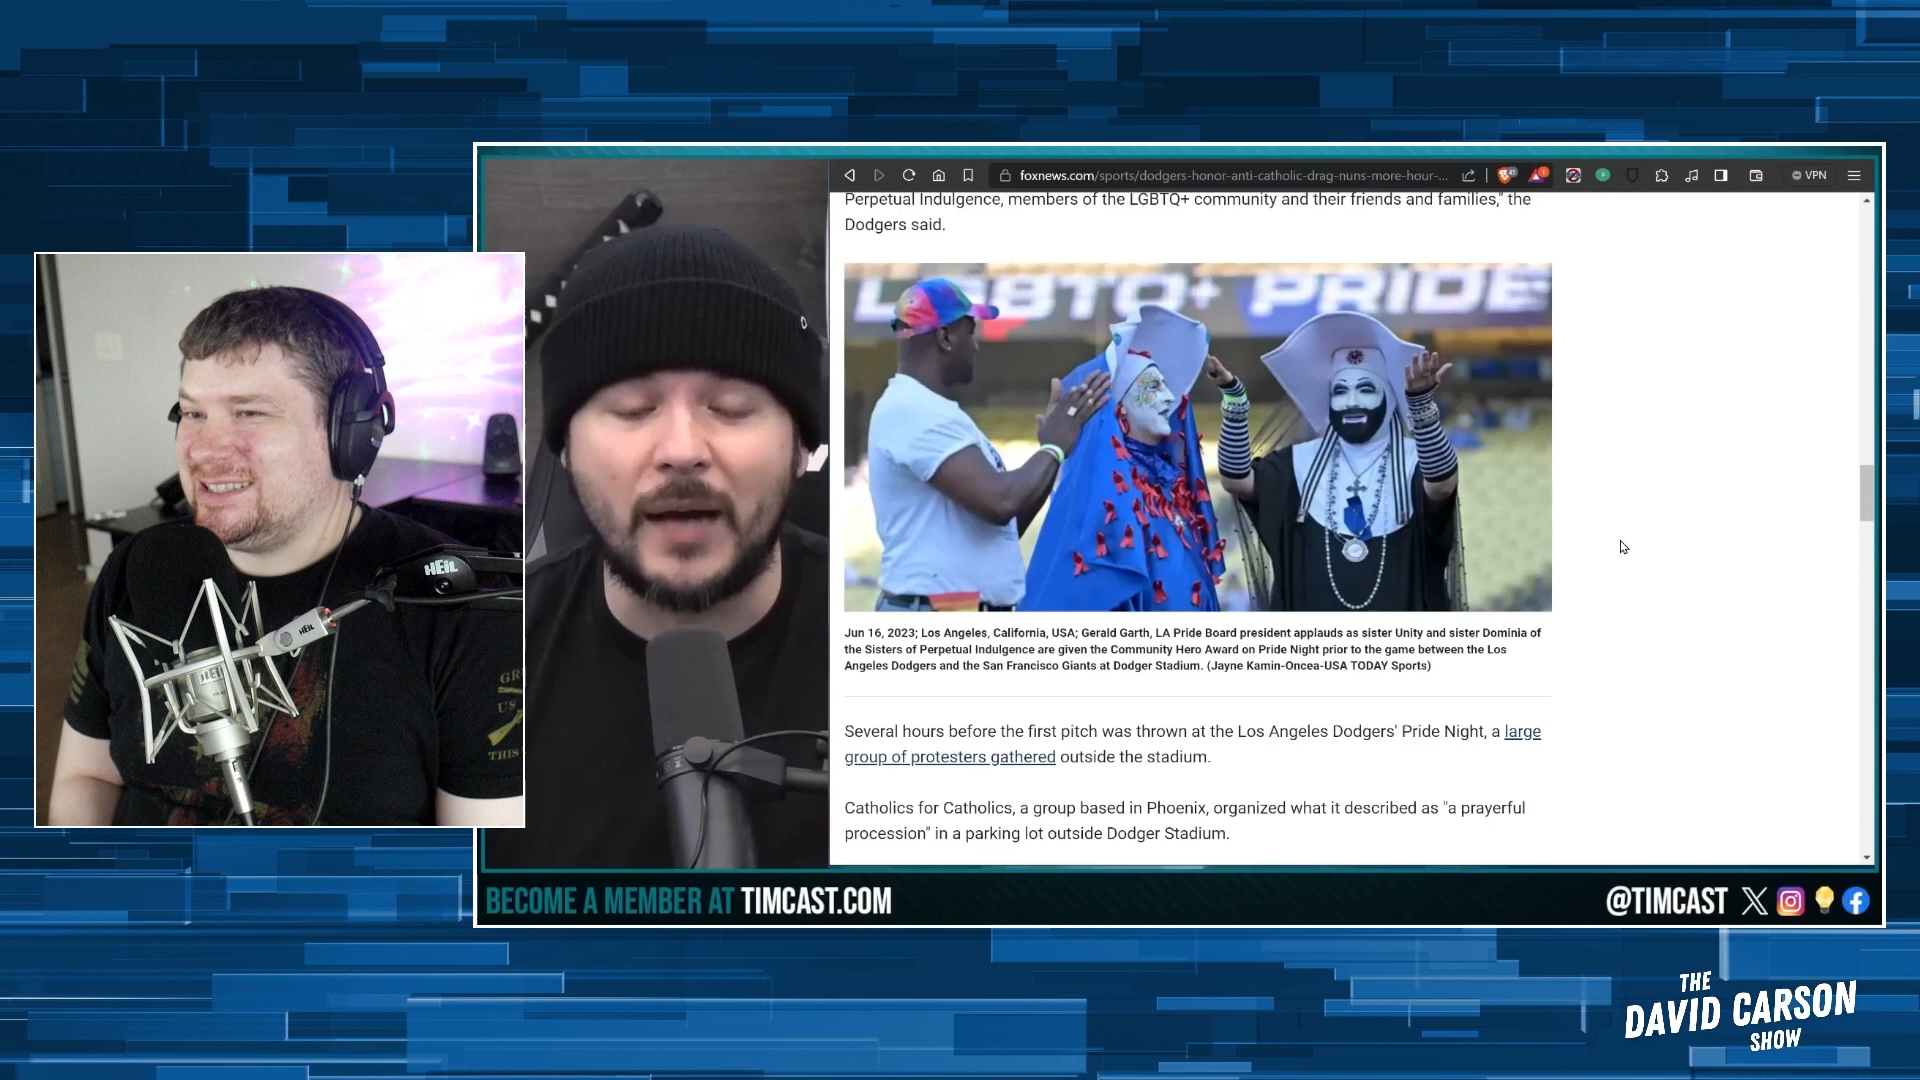 foxnews.com/sports/dodgers-honor-anti-catholic-drag-nuns-more-hour-...
VPN
Perpetual Indulgence, members of the LGBTQ+ community and their friends and families," the
Dodgers said.
LGBTQ+ PRIDE
Jun 16, 2023; Los Angeles, California, USA; Gerald Garth, LA Pride Board president applauds as sister Unity and sister Dominia of
the Sisters of Perpetual Indulgence are given the Community Hero Award on Pride Night prior to the game between the Los
Angeles Dodgers and the San Francisco Giants at Dodger Stadium. (Jayne Kamin-Oncea-USA TODAY Sports)
Several hours before the first pitch was thrown at the Los Angeles Dodgers' Pride Night, a large
group of protesters gathered outside the stadium.
Catholics for Catholics, a group based in Phoenix, organized what it described as "a prayerful
procession" in a parking lot outside Dodger Stadium.
HEIL
HEIL
HEIL
GR
US
THIS
BECOME A MEMBER AT TIMCAST.COM
@TIMCAST
THE
DAVID CARSON
SHOW